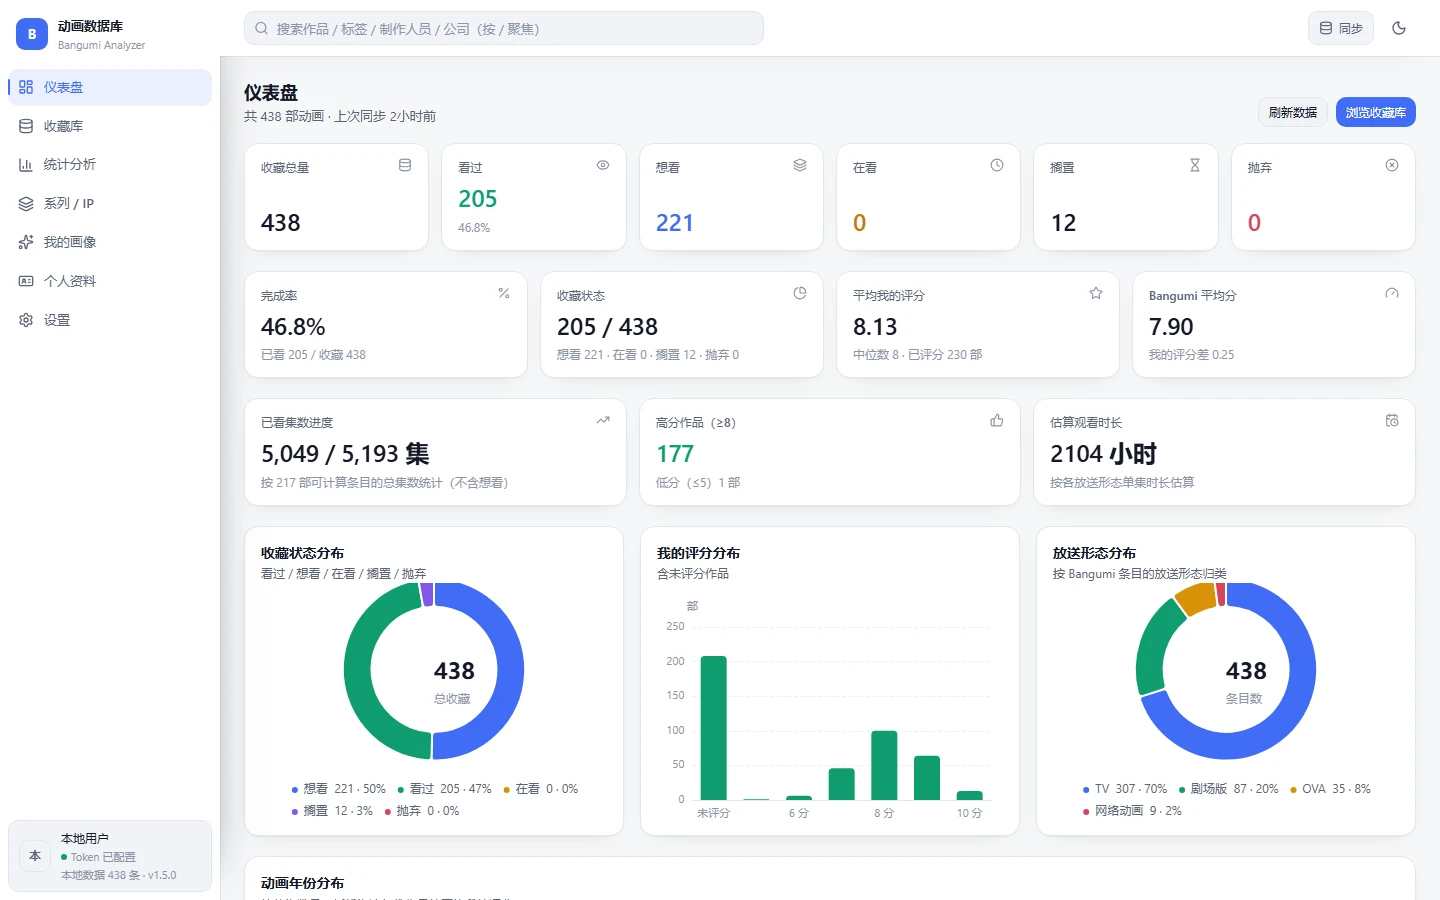 B
动画数据库
Bangumi Analyzer
搜索作品 / 标签 / 制作人员 / 公司（按 / 聚焦）
同步
仪表盘
收藏库
统计分析
系列 / IP
我的画像
个人资料
设置
本
本地用户
Token 已配置
本地数据 438 条 · v1.5.0
仪表盘
共 438 部动画 · 上次同步 2小时前
刷新数据
浏览收藏库
收藏总量
438
看过
205
46.8%
想看
221
在看
0
搁置
12
抛弃
0
完成率
46.8%
已看 205 / 收藏 438
收藏状态
205 / 438
想看 221 · 在看 0 · 搁置 12 · 抛弃 0
平均我的评分
8.13
中位数 8 · 已评分 230 部
Bangumi 平均分
7.90
我的评分差 0.25
已看集数进度
5,049 / 5,193 集
按 217 部可计算条目的总集数统计（不含想看）
高分作品（≥8）
177
低分（≤5）1 部
估算观看时长
2104 小时
按各放送形态单集时长估算
收藏状态分布
看过 / 想看 / 在看 / 搁置 / 抛弃
438
总收藏
想看 221 · 50%
看过 205 · 47%
在看 0 · 0%
搁置 12 · 3%
抛弃 0 · 0%
我的评分分布
含未评分作品
部
250
200
150
100
50
0
未评分
6 分
8 分
10 分
放送形态分布
按 Bangumi 条目的放送形态归类
438
条目数
TV 307 · 70%
剧场版 87 · 20%
OVA 35 · 8%
网络动画 9 · 2%
动画年份分布